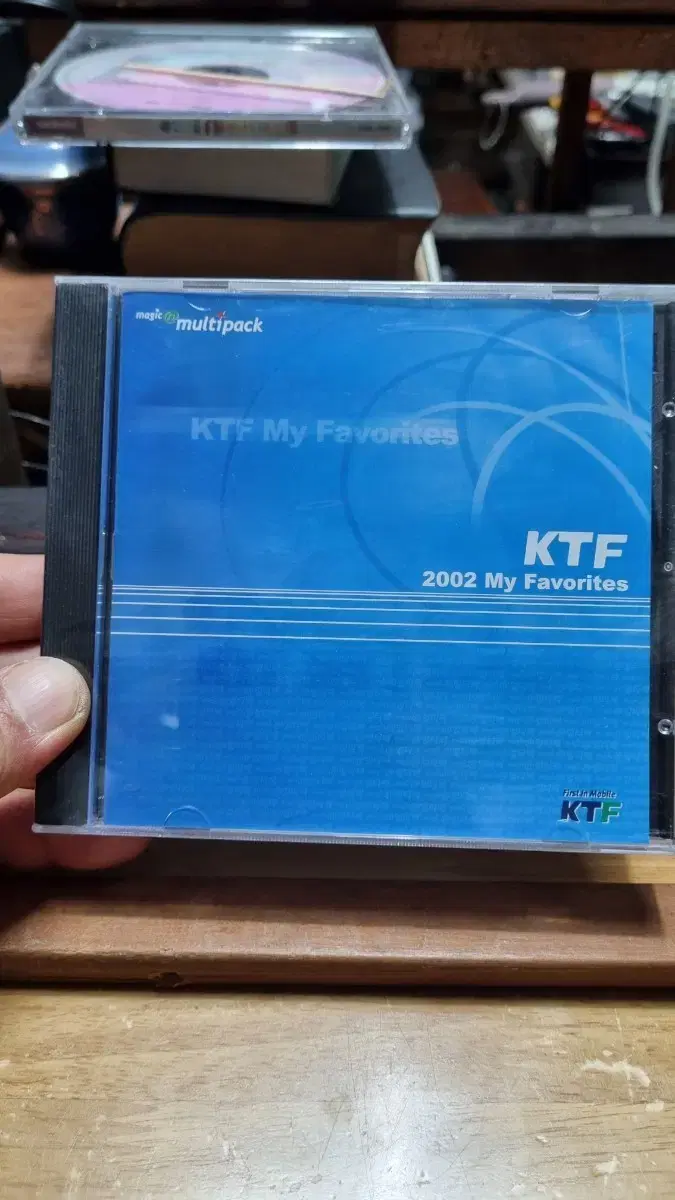 magic n
multipack
KTF My Favorites
KTF
2002 My Favorites
First in Mobile
KTF